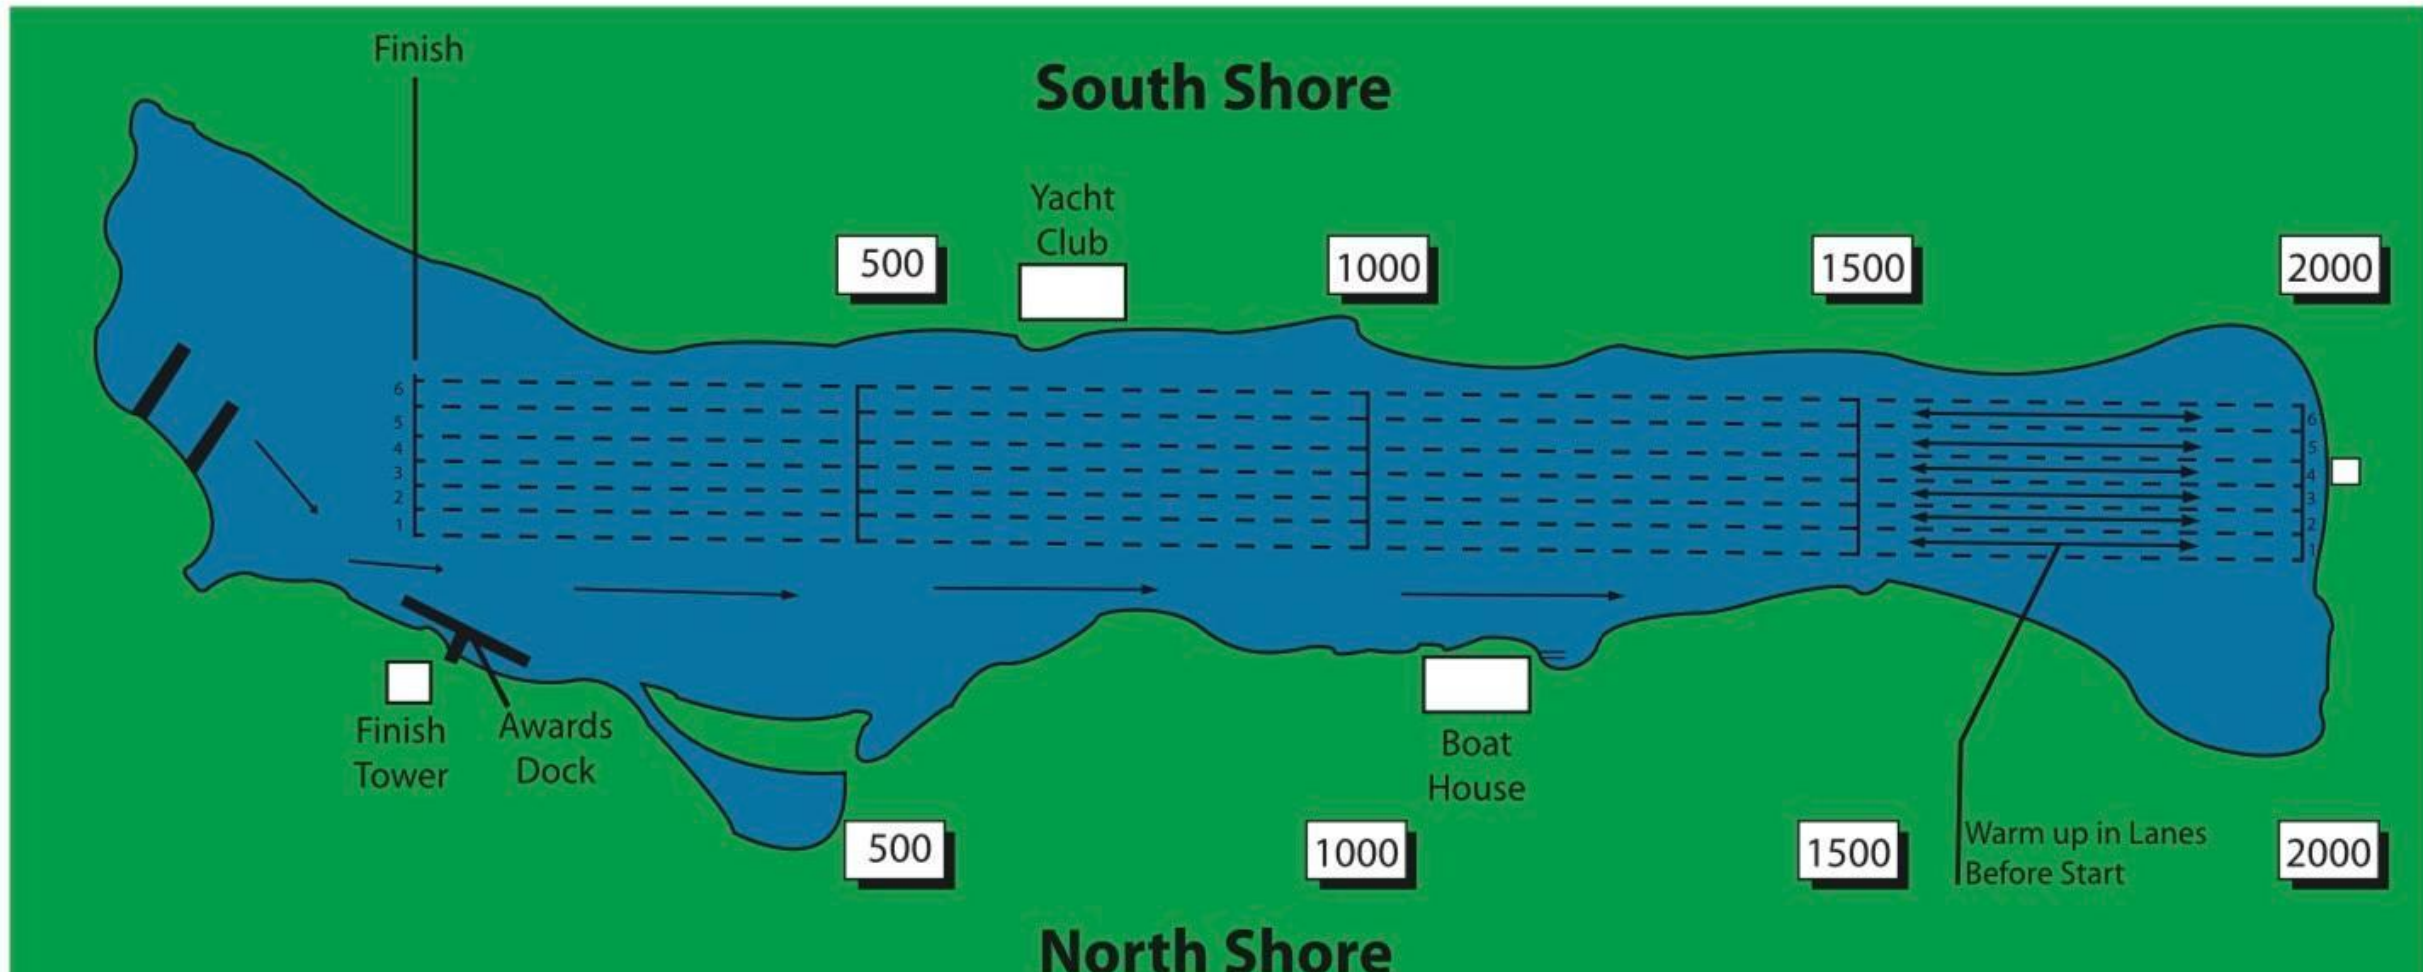 Finish
South Shore
Yacht
Club
500
1000
1500
2000
6
5
4
3
2
1
6
5
4
3
2
1
Finish
Tower
Awards
Dock
Boat
House
500
1000
1500
Warm up in Lanes
Before Start
2000
North Shore